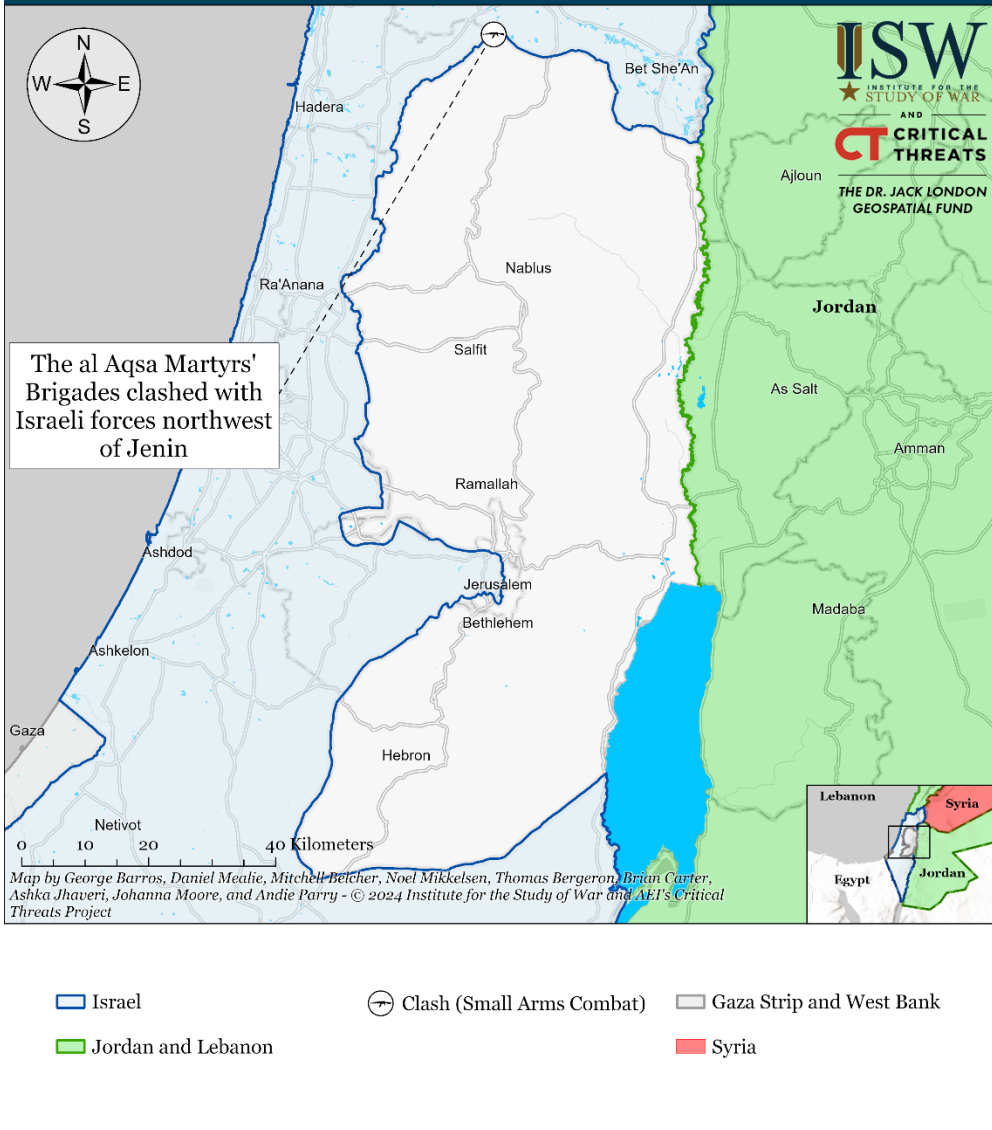 N
W E
S
ISW
INSTITUTE FOR THE
STUDY OF WAR
AND
CT CRITICAL
THREATS
THE DR. JACK LONDON
GEOSPATIAL FUND
Bet She'An
Hadera
Ajloun
Nablus
Ra'Anana
Jordan
Salfit
The al Aqsa Martyrs'
Brigades clashed with
Israeli forces northwest
of Jenin
As Salt
Amman
Ramallah
Ashdod
Jerusalem
Bethlehem
Madaba
Ashkelon
Gaza
Hebron
Netivot
0 10 20 40 Kilometers
Map by George Barros, Daniel Mealie, Mitchell Belcher, Noel Mikkelsen, Thomas Bergeron, Brian Carter,
Ashka Jhaveri, Johanna Moore, and Andie Parry - © 2024 Institute for the Study of War and AEI's Critical
Threats Project
Lebanon
Syria
Egypt
Jordan
Israel
Clash (Small Arms Combat)
Gaza Strip and West Bank
Jordan and Lebanon
Syria